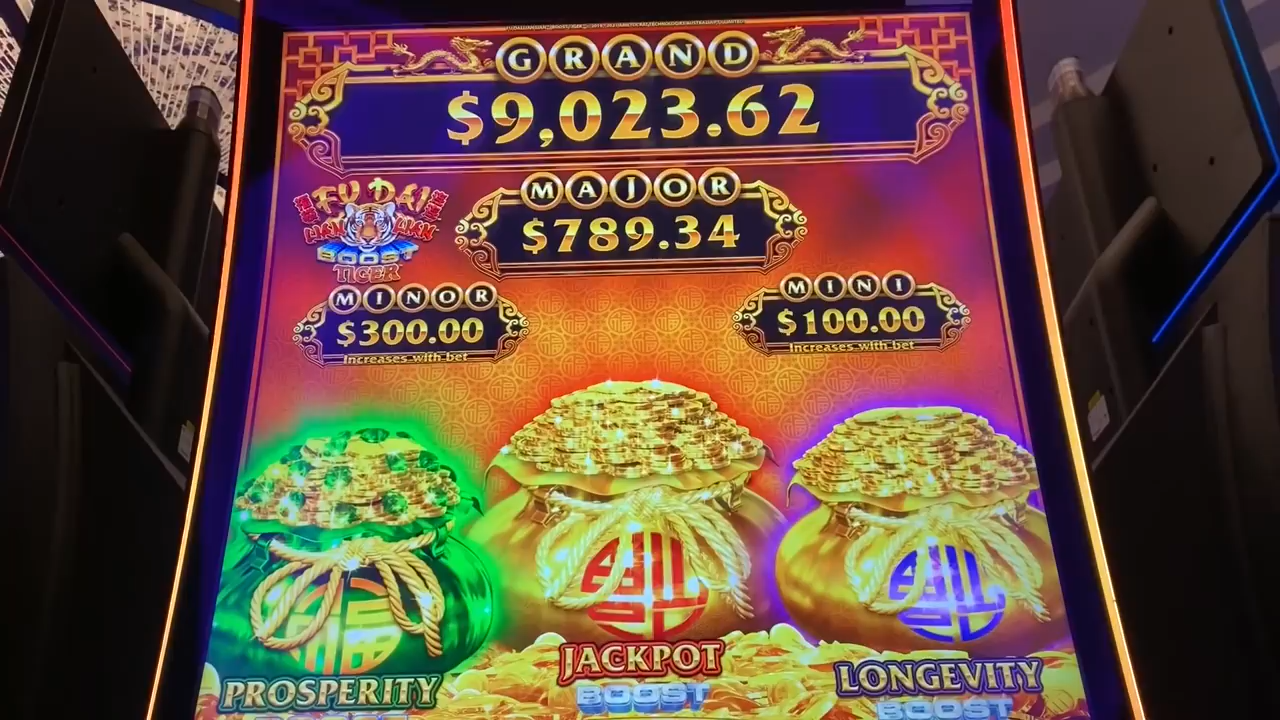 GRAND
$9,023.62
FU DAI
LIAN LIAN
BOOST
TIGER
MAJOR
$789.34
MINOR
$300.00
Increases with bet
MINI
$100.00
Increases with bet
JACKPOT
BOOST
PROSPERITY
LONGEVITY
BOOST